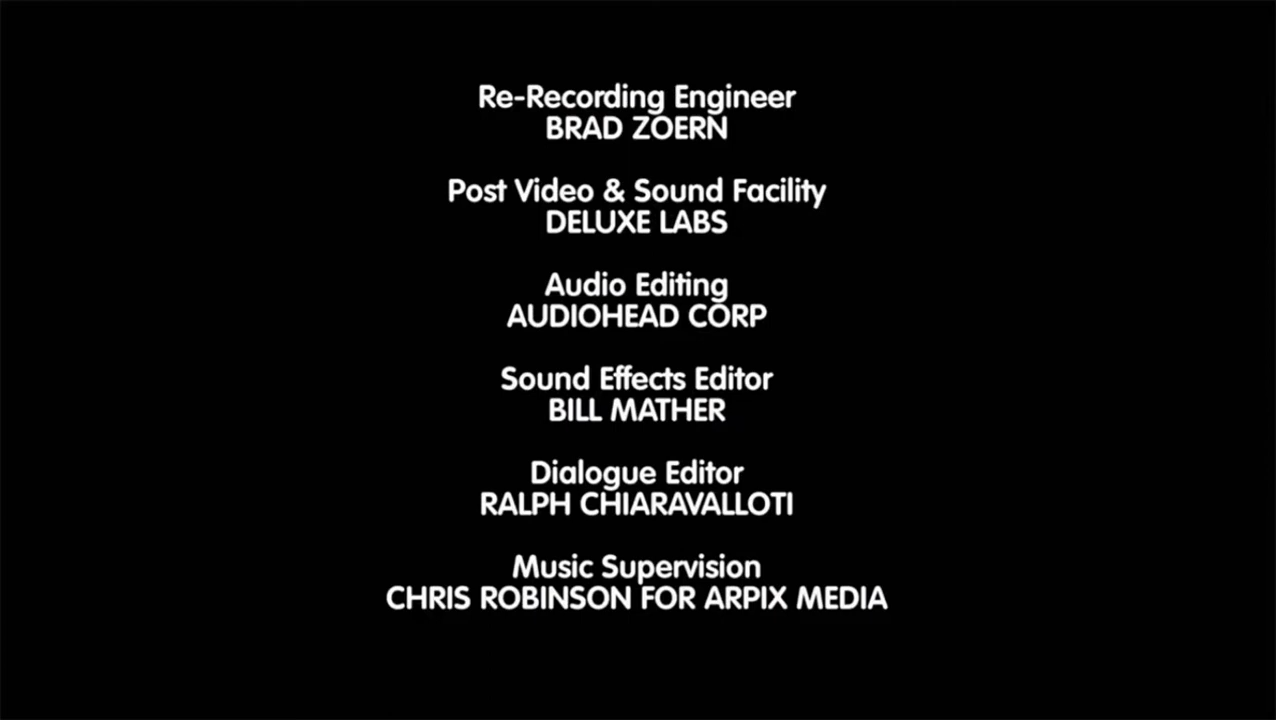 Re-Recording Engineer
BRAD ZOERN
Post Video & Sound Facility
DELUXE LABS
Audio Editing
AUDIOHEAD CORP
Sound Effects Editor
BILL MATHER
Dialogue Editor
RALPH CHIARAVALLOTI
Music Supervision
CHRIS ROBINSON FOR ARPIX MEDIA